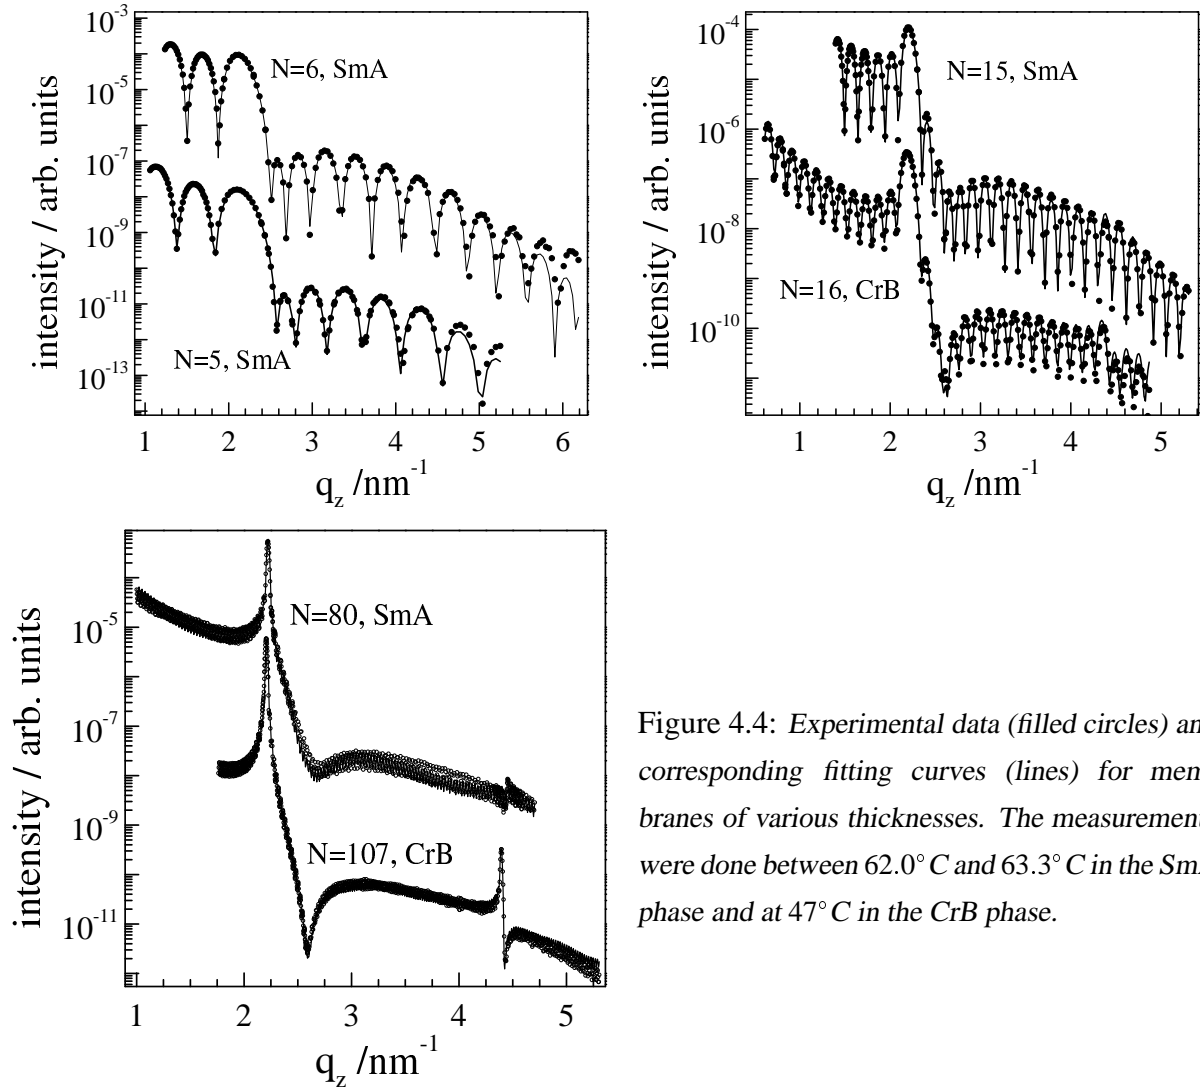 10^-3
10^-5
10^-7
10^-9
10^-11
10^-13
intensity / arb. units
N=6, SmA
N=5, SmA
1 2 3 4 5 6
q_z /nm^-1
10^-4
10^-6
10^-8
10^-10
intensity / arb. units
N=15, SmA
N=16, CrB
1 2 3 4 5
q_z /nm^-1
10^-5
10^-7
10^-9
10^-11
intensity / arb. units
N=80, SmA
N=107, CrB
1 2 3 4 5
q_z /nm^-1
Figure 4.4: Experimental data (filled circles) an
corresponding fitting curves (lines) for mem
branes of various thicknesses. The measurement
were done between 62.0°C and 63.3°C in the Sm
phase and at 47°C in the CrB phase.